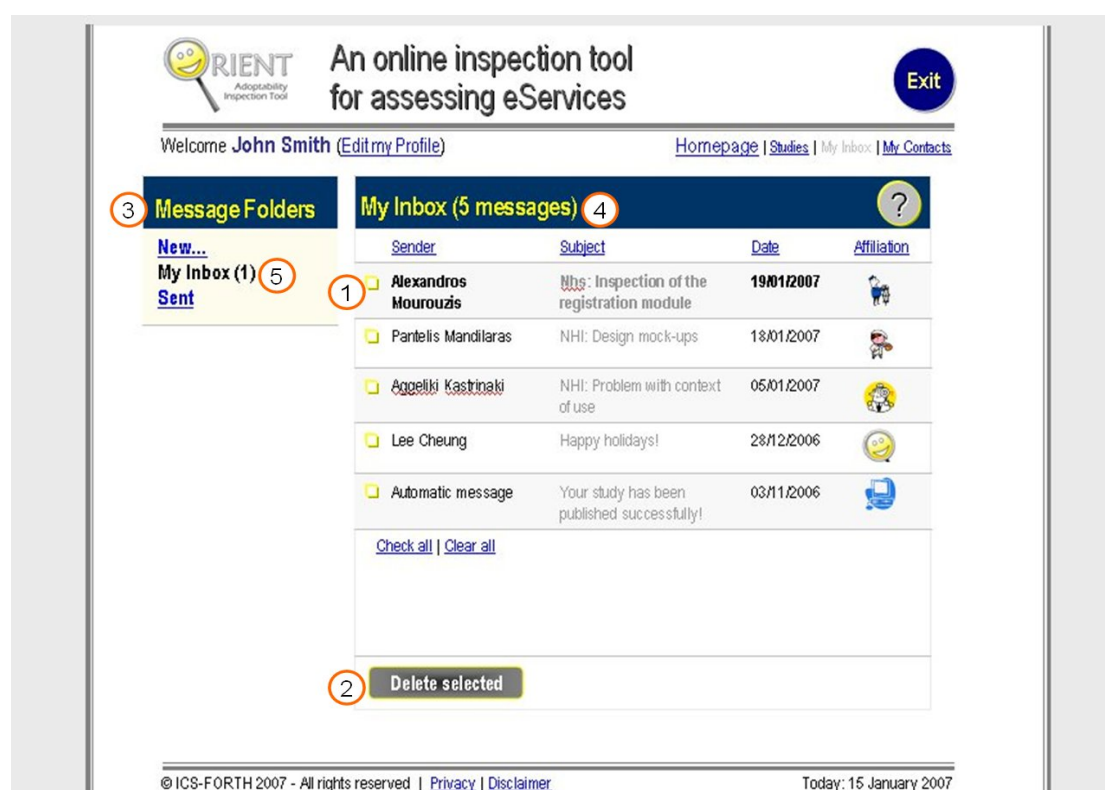 ORIENT
Adoptability
Inspection Tool
An online inspection tool
for assessing eServices
Exit
Welcome John Smith (Edit my Profile)
Homepage | Studies | My Inbox | My Contacts
3 Message Folders
New...
My Inbox (1) 5
Sent
My Inbox (5 messages) 4
?
Sender Subject Date Affiliation
1 Alexandros Nhs: Inspection of the 19/01/2007
Mourouzis registration module
Pantelis Mandilaras NHI: Design mock-ups 18/01/2007
Aggeliki Kastrinaki NHI: Problem with context 05/01/2007
of use
Lee Cheung Happy holidays! 28/12/2006
Automatic message Your study has been 03/11/2006
published successfully!
Check all | Clear all
2 Delete selected
© ICS-FORTH 2007 - All rights reserved | Privacy | Disclaimer Today: 15 January 2007